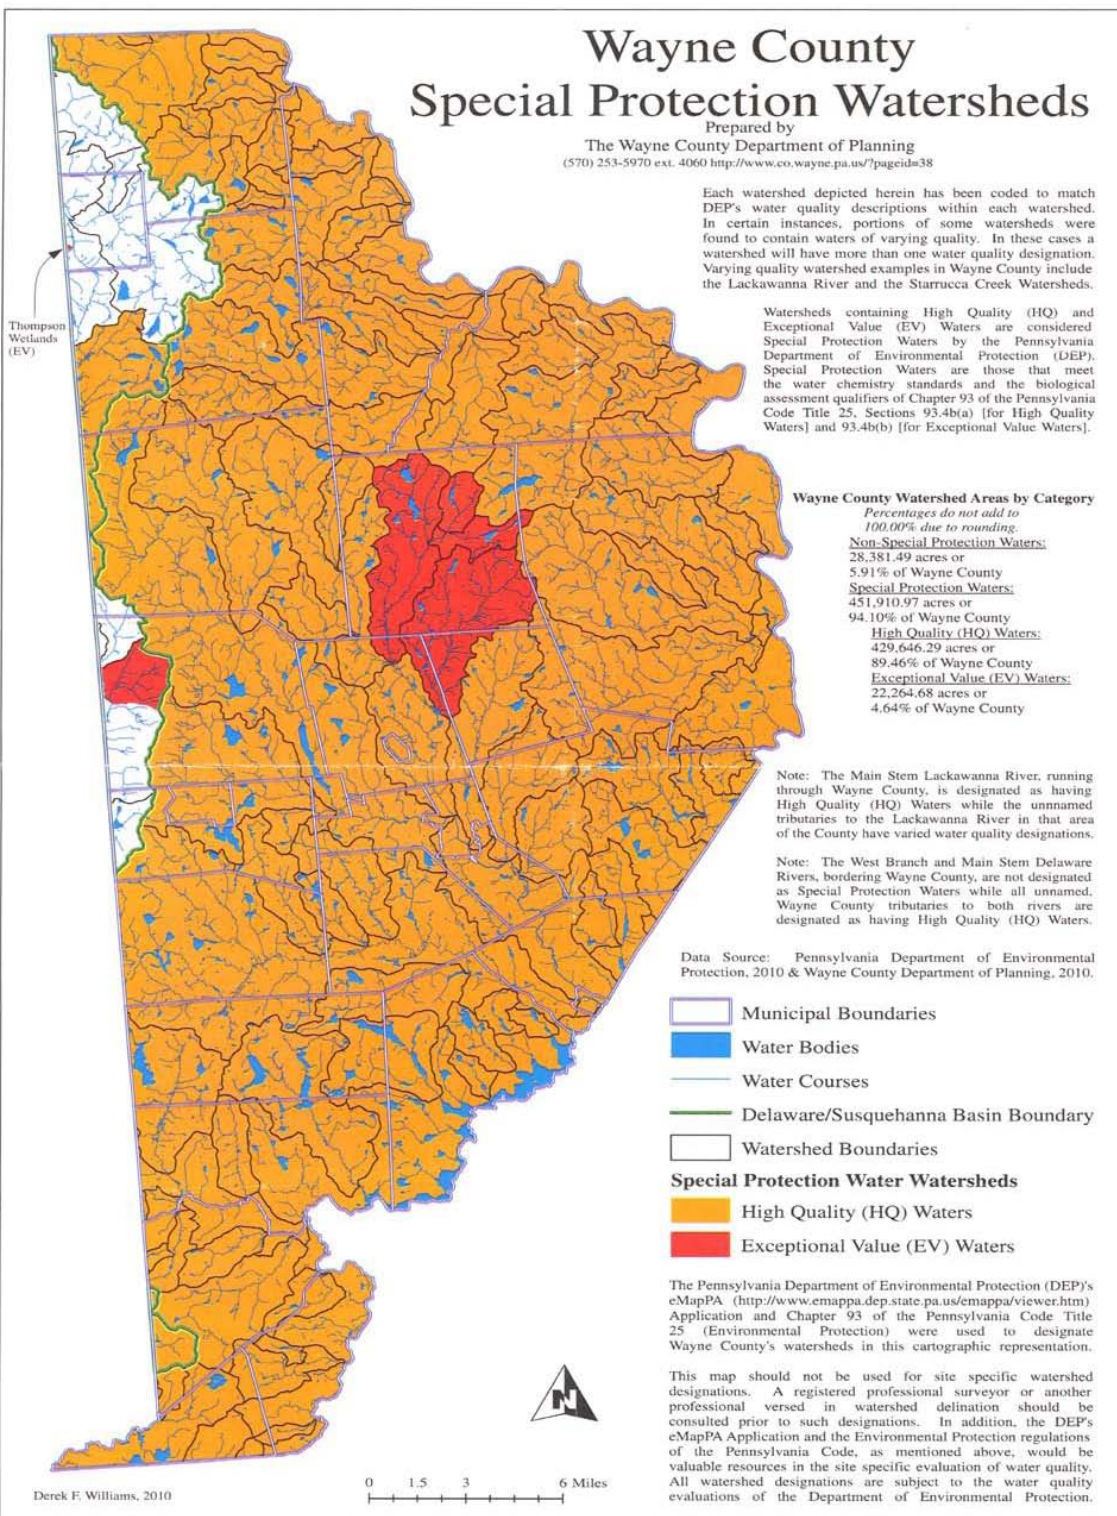 Wayne County
Special Protection Watersheds
Prepared by
The Wayne County Department of Planning
(570) 253-5970 ext. 4060 http://www.co.wayne.pa.us/?pageid=38
Each watershed depicted herein has been coded to match
DEP's water quality descriptions within each watershed.
In certain instances, portions of some watersheds were
found to contain waters of varying quality. In these cases a
watershed will have more than one water quality designation.
Varying quality watershed examples in Wayne County include
the Lackawanna River and the Starrucca Creek Watersheds.
Watersheds containing High Quality (HQ) and
Exceptional Value (EV) Waters are considered
Special Protection Waters by the Pennsylvania
Department of Environmental Protection (DEP).
Special Protection Waters are those that meet
the water chemistry standards and the biological
assessment qualifiers of Chapter 93 of the Pennsylvania
Code Title 25, Sections 93.4b(a) [for High Quality
Waters] and 93.4b(b) [for Exceptional Value Waters].
Thompson
Wetlands
(EV)
Wayne County Watershed Areas by Category
Percentages do not add to
100.00% due to rounding.
Non-Special Protection Waters:
28,381.49 acres or
5.91% of Wayne County
Special Protection Waters:
451,910.97 acres or
94.10% of Wayne County
High Quality (HQ) Waters:
429,646.29 acres or
89.46% of Wayne County
Exceptional Value (EV) Waters:
22,264.68 acres or
4.64% of Wayne County
Note: The Main Stem Lackawanna River, running
through Wayne County, is designated as having
High Quality (HQ) Waters while the unnnamed
tributaries to the Lackawanna River in that area
of the County have varied water quality designations.
Note: The West Branch and Main Stem Delaware
Rivers, bordering Wayne County, are not designated
as Special Protection Waters while all unnamed,
Wayne County tributaries to both rivers are
designated as having High Quality (HQ) Waters.
Data Source: Pennsylvania Department of Environmental
Protection, 2010 & Wayne County Department of Planning, 2010.
Municipal Boundaries
Water Bodies
Water Courses
Delaware/Susquehanna Basin Boundary
Watershed Boundaries
Special Protection Water Watersheds
High Quality (HQ) Waters
Exceptional Value (EV) Waters
The Pennsylvania Department of Environmental Protection (DEP)'s
eMapPA (http://www.emappa.dep.state.pa.us/emappa/viewer.htm)
Application and Chapter 93 of the Pennsylvania Code Title
25 (Environmental Protection) were used to designate
Wayne County's watersheds in this cartographic representation.
This map should not be used for site specific watershed
designations. A registered professional surveyor or another
professional versed in watershed delination should be
consulted prior to such designations. In addition, the DEP's
eMapPA Application and the Environmental Protection regulations
of the Pennsylvania Code, as mentioned above, would be
valuable resources in the site specific evaluation of water quality.
All watershed designations are subject to the water quality
evaluations of the Department of Environmental Protection.
N
0 1.5 3 6 Miles
Derek F. Williams, 2010